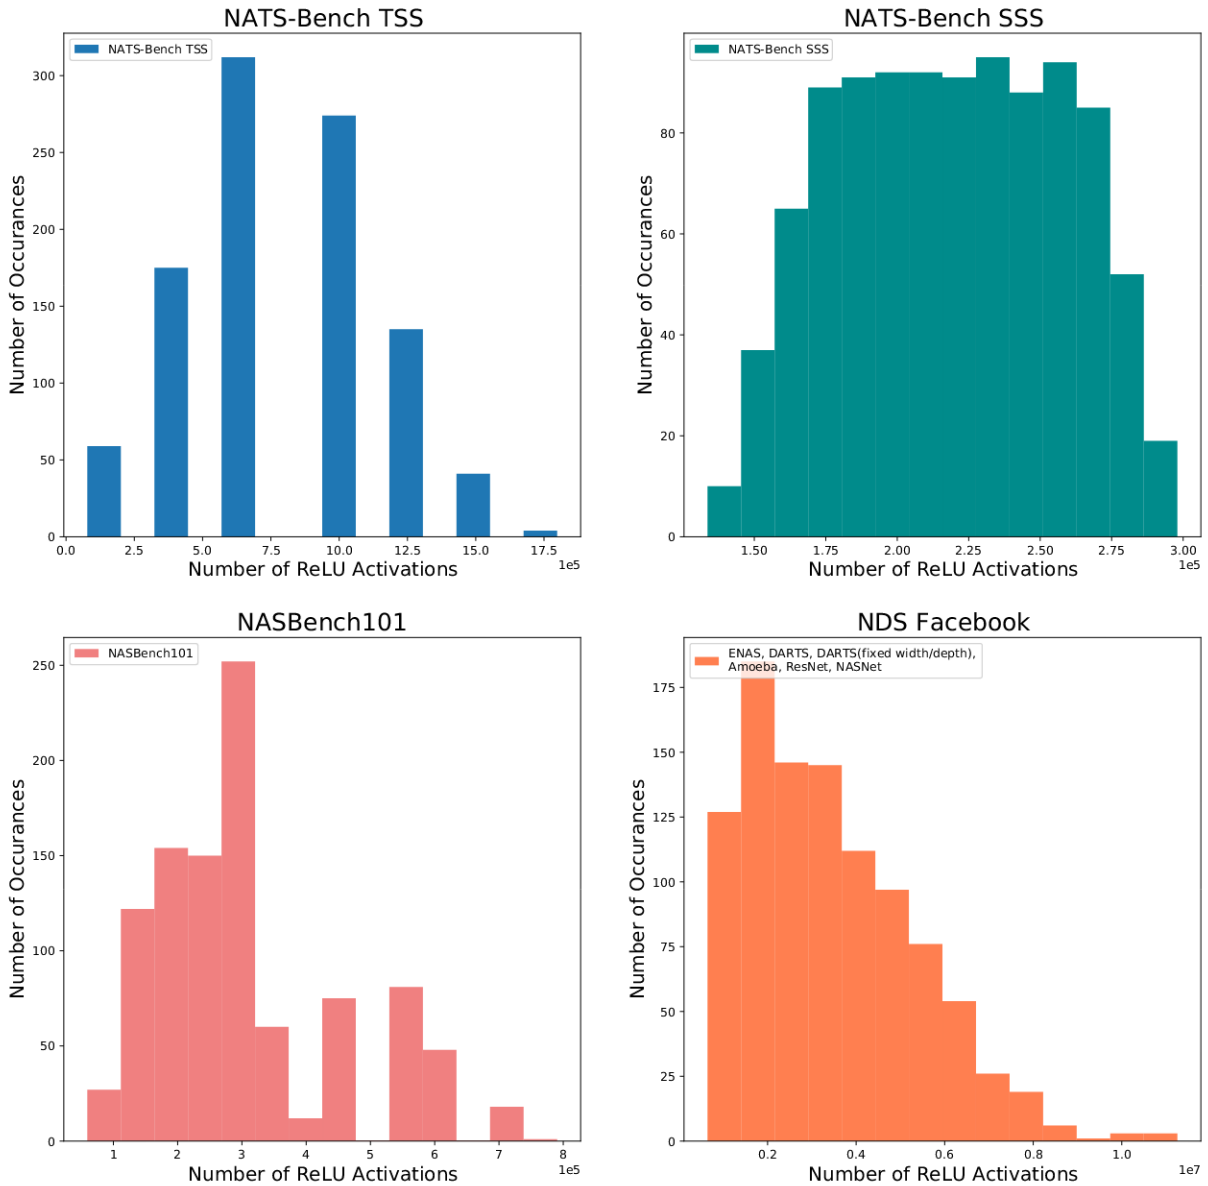 NATS-Bench TSS
NATS-Bench TSS
Number of Occurances
300
250
200
150
100
50
0
0.0 2.5 5.0 7.5 10.0 12.5 15.0 17.5
1e5
Number of ReLU Activations
NATS-Bench SSS
NATS-Bench SSS
Number of Occurances
80
60
40
20
0
1.50 1.75 2.00 2.25 2.50 2.75 3.00
1e5
Number of ReLU Activations
NASBench101
NASBench101
Number of Occurances
250
200
150
100
50
0
1 2 3 4 5 6 7 8
1e5
Number of ReLU Activations
NDS Facebook
ENAS, DARTS, DARTS(fixed width/depth),
Amoeba, ResNet, NASNet
Number of Occurances
175
150
125
100
75
50
25
0
0.2 0.4 0.6 0.8 1.0
1e7
Number of ReLU Activations